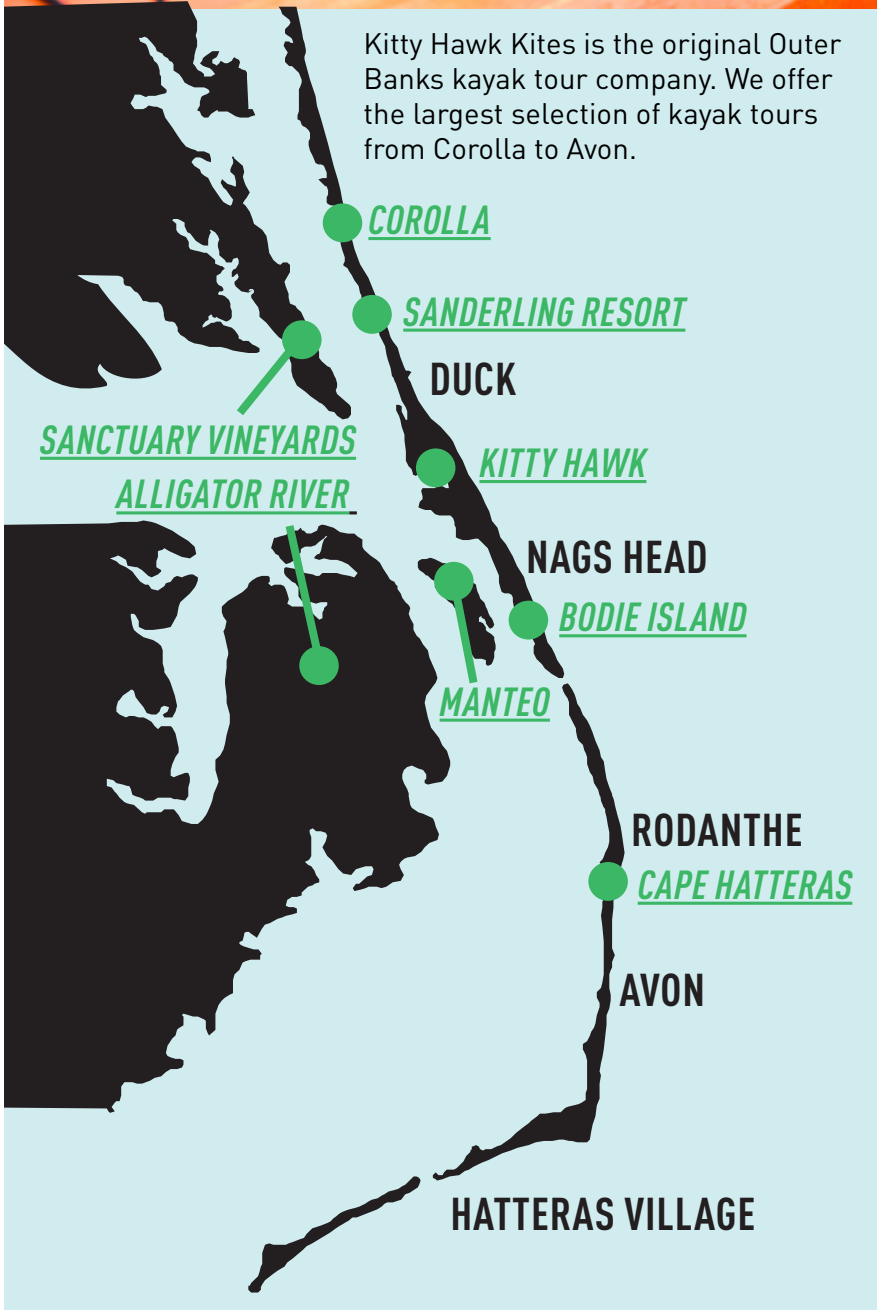 Kitty Hawk Kites is the original Outer
Banks kayak tour company. We offer
the largest selection of kayak tours
from Corolla to Avon.
COROLLA
SANDERLING RESORT
DUCK
SANCTUARY VINEYARDS
KITTY HAWK
ALLIGATOR RIVER
NAGS HEAD
BODIE ISLAND
MANTEO
RODANTHE
CAPE HATTERAS
AVON
HATTERAS VILLAGE